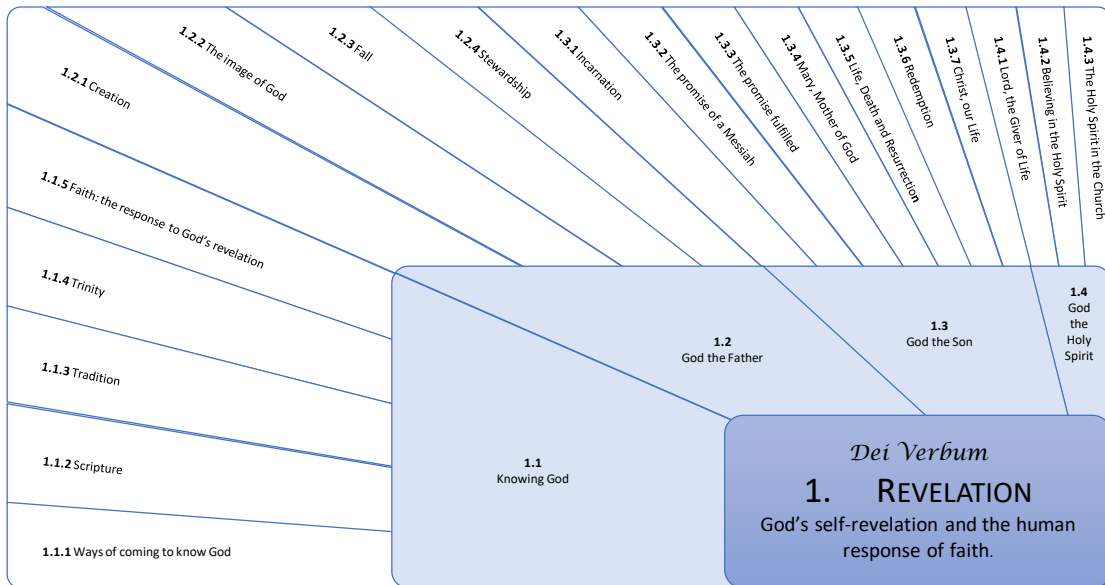 1.2.1 Creation
1.2.2 The image of God
1.2.3 Fall
1.2.4 Stewardship
1.3.1 Incarnation
1.3.2 The promise of a Messiah
1.3.3 The promise fulfilled
1.3.4 Mary, Mother of God
1.3.5 Life, Death and Resurrection
1.3.6 Redemption
1.3.7 Christ, our Life
1.4.1 Lord, the Giver of Life
1.4.2 Believing in the Holy Spirit
1.4.3 The Holy Spirit in the Church
1.1.5 Faith: the response to God's revelation
1.1.4 Trinity
1.1.3 Tradition
1.1.2 Scripture
1.1.1 Ways of coming to know God
1.1
Knowing God
1.2
God the Father
1.3
God the Son
1.4
God
the
Holy
Spirit
Dei Verbum
1. REVELATION
God's self-revelation and the human
response of faith.